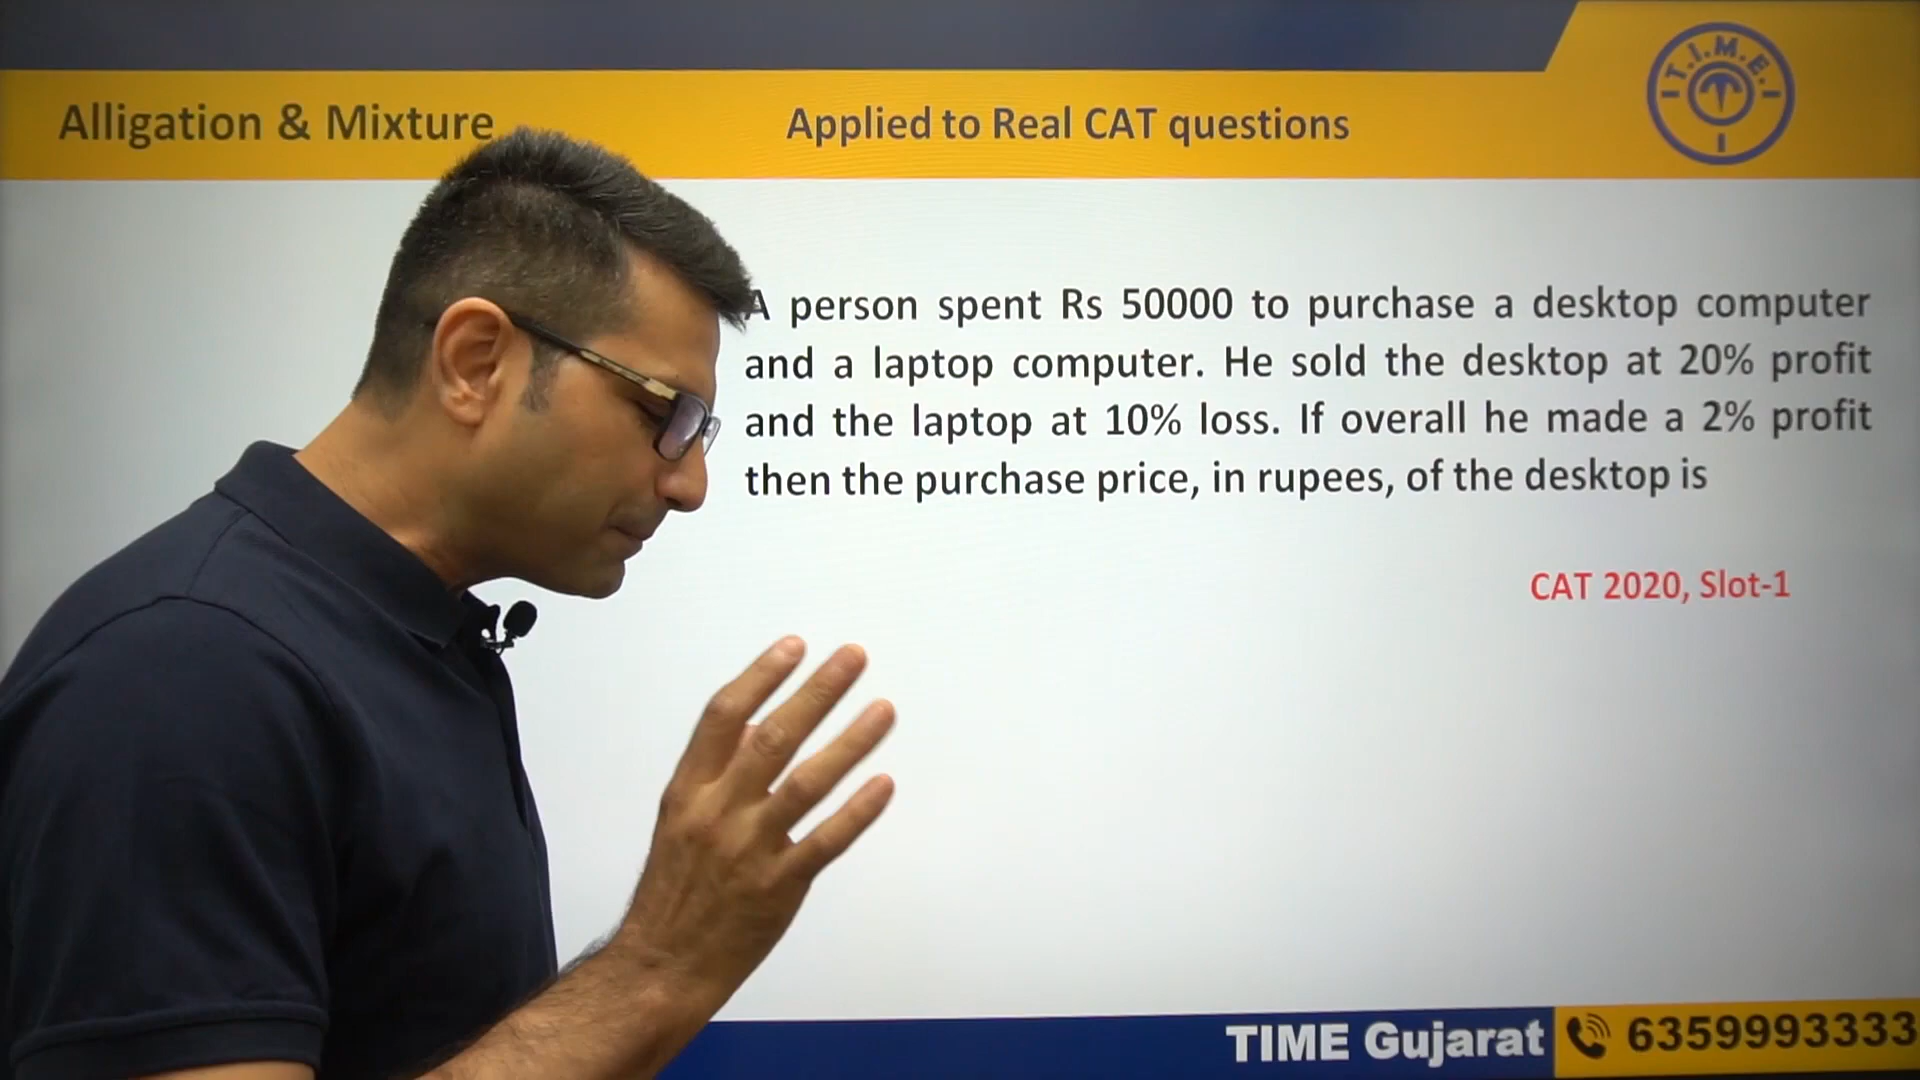 Alligation & Mixture
Applied to Real CAT questions
T.I.M.E.
A person spent Rs 50000 to purchase a desktop computer
and a laptop computer. He sold the desktop at 20% profit
and the laptop at 10% loss. If overall he made a 2% profit
then the purchase price, in rupees, of the desktop is
CAT 2020, Slot-1
TIME Gujarat
6359993333